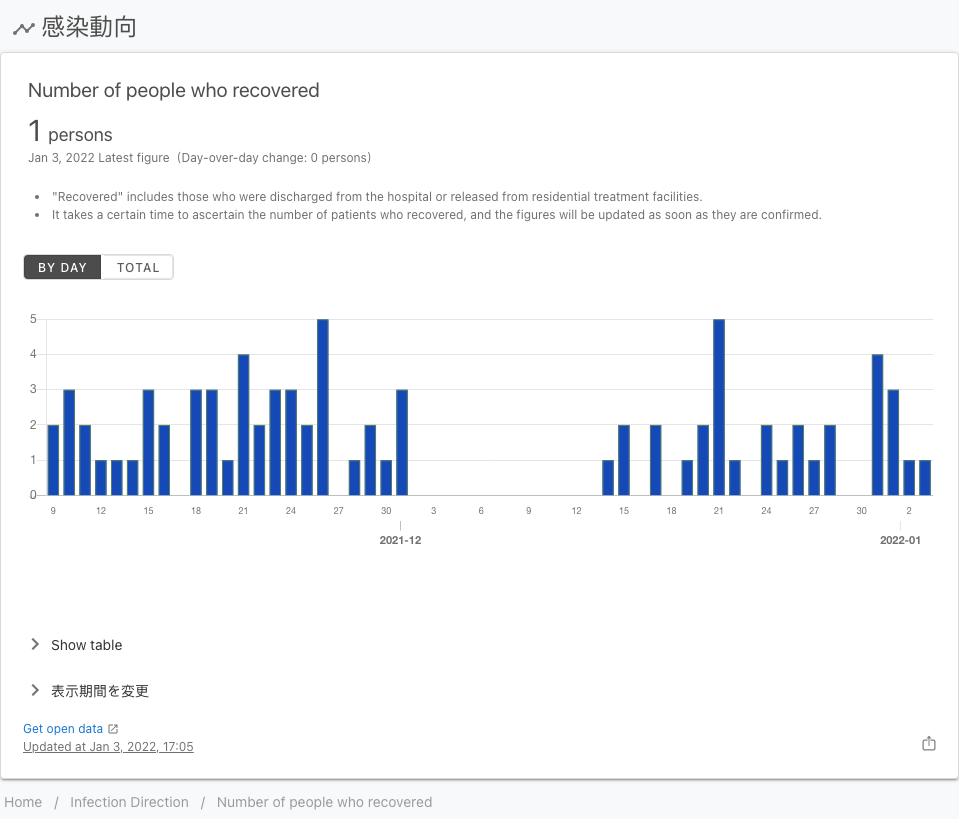 感染動向
Number of people who recovered
1 persons
Jan 3, 2022 Latest figure (Day-over-day change: 0 persons)
• "Recovered" includes those who were discharged from the hospital or released from residential treatment facilities.
• It takes a certain time to ascertain the number of patients who recovered, and the figures will be updated as soon as they are confirmed.
BY DAY TOTAL
5
4
3
2
1
0
9 12 15 18 21 24 27 30 3 6 9 12 15 18 21 24 27 30 2
2021-12 2022-01
Show table
表示期間を変更
Get open data
Updated at Jan 3, 2022, 17:05
Home / Infection Direction / Number of people who recovered